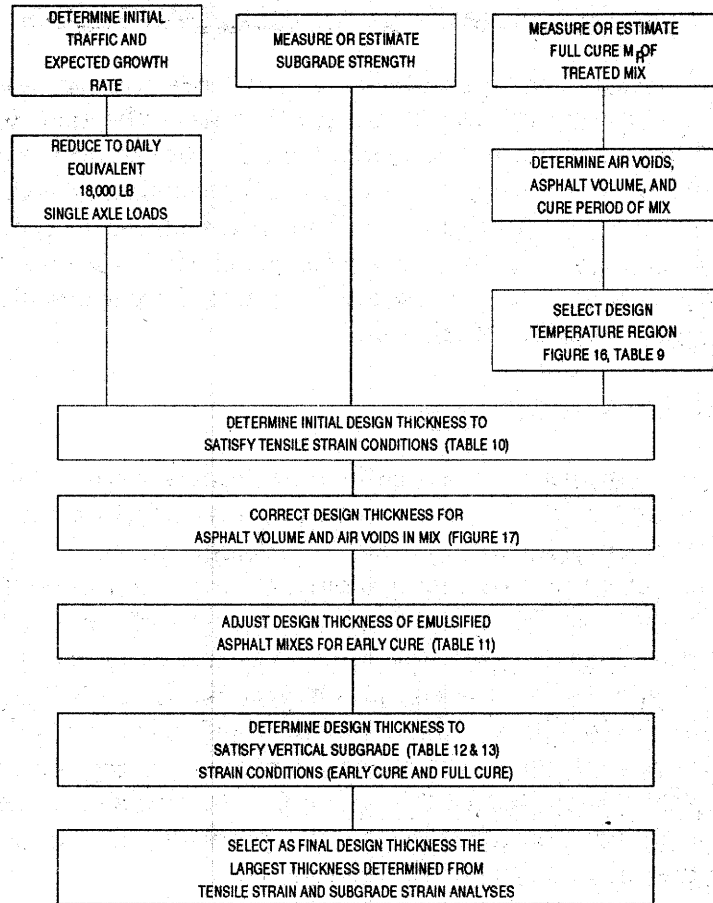 DETERMINE INITIAL
TRAFFIC AND
EXPECTED GROWTH
RATE
MEASURE OR ESTIMATE
SUBGRADE STRENGTH
MEASURE OR ESTIMATE
FULL CURE MR OF
TREATED MIX
REDUCE TO DAILY
EQUIVALENT
18,000 LB
SINGLE AXLE LOADS
DETERMINE AIR VOIDS,
ASPHALT VOLUME, AND
CURE PERIOD OF MIX
SELECT DESIGN
TEMPERATURE REGION
FIGURE 16, TABLE 9
DETERMINE INITIAL DESIGN THICKNESS TO
SATISFY TENSILE STRAIN CONDITIONS (TABLE 10)
CORRECT DESIGN THICKNESS FOR
ASPHALT VOLUME AND AIR VOIDS IN MIX (FIGURE 17)
ADJUST DESIGN THICKNESS OF EMULSIFIED
ASPHALT MIXES FOR EARLY CURE (TABLE 11)
DETERMINE DESIGN THICKNESS TO
SATISFY VERTICAL SUBGRADE (TABLE 12 & 13)
STRAIN CONDITIONS (EARLY CURE AND FULL CURE)
SELECT AS FINAL DESIGN THICKNESS THE
LARGEST THICKNESS DETERMINED FROM
TENSILE STRAIN AND SUBGRADE STRAIN ANALYSES